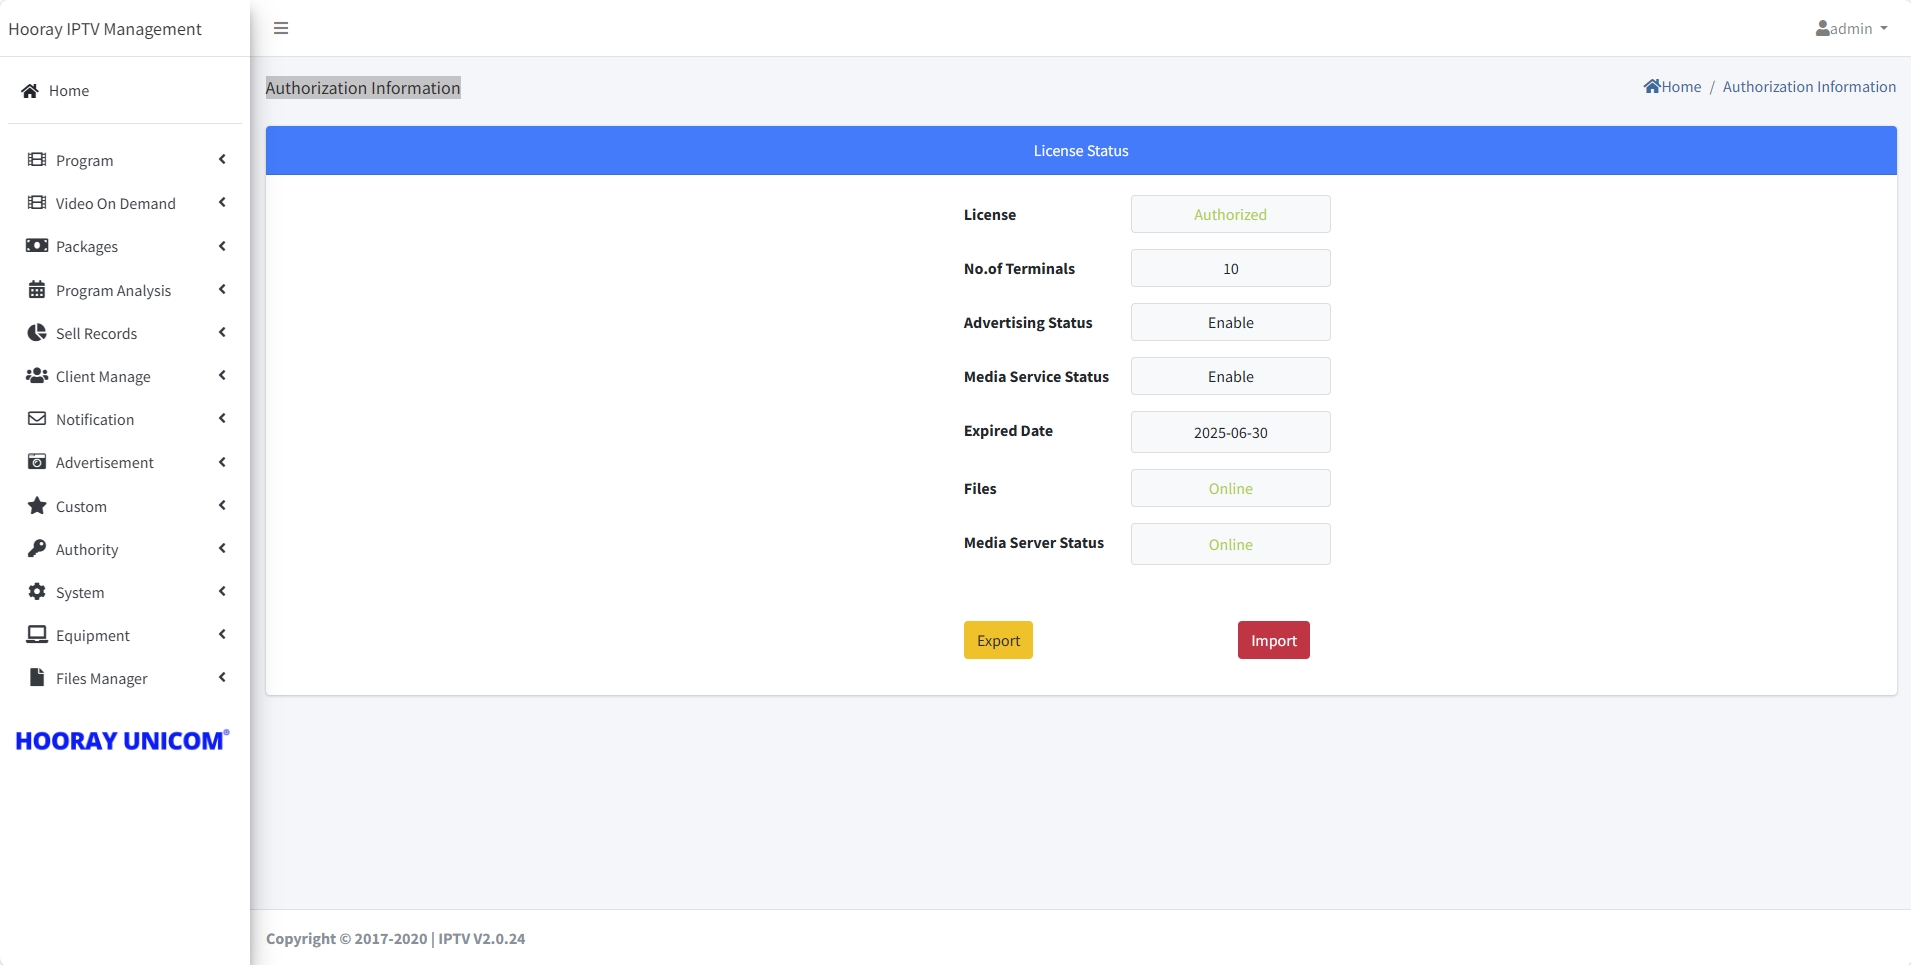 Hooray IPTV Management
admin
Home
Authorization Information
Home / Authorization Information
Program
Video On Demand
Packages
Program Analysis
Sell Records
Client Manage
Notification
Advertisement
Custom
Authority
System
Equipment
Files Manager
HOORAY UNICOM®
License Status
License Authorized
No.of Terminals 10
Advertising Status Enable
Media Service Status Enable
Expired Date 2025-06-30
Files Online
Media Server Status Online
Export Import
Copyright © 2017-2020 | IPTV V2.0.24